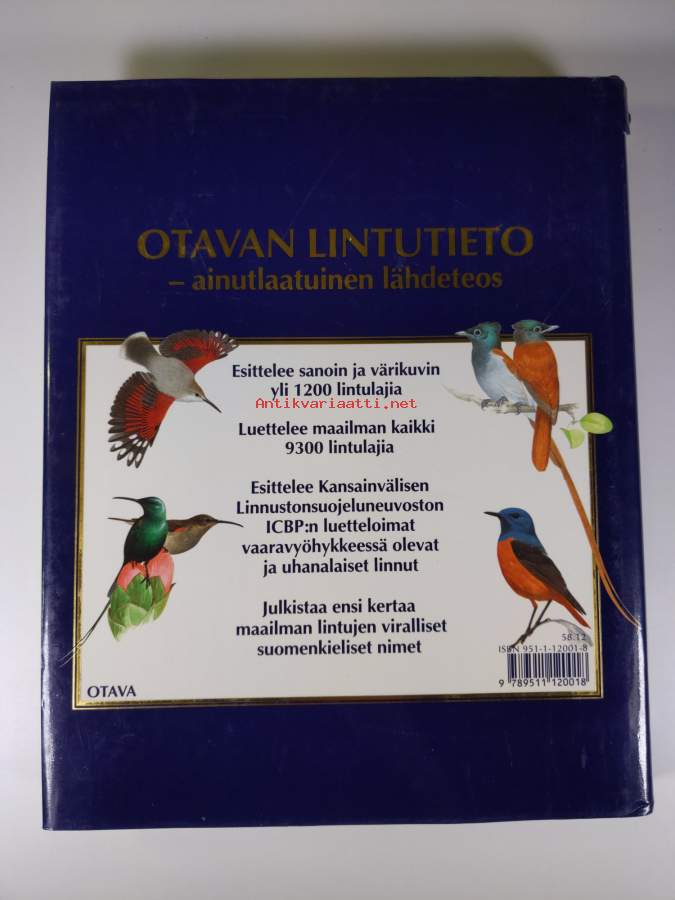 OTAVAN LINTUTIETO
– ainutlaatuinen lähdeteos
Esittelee sanoin ja värikuvin
yli 1200 lintulajia
Antikvariaatti.net
Luettelee maailman kaikki
9300 lintulajia
Esittelee Kansainvälisen
Linnustonsuojeluneuvoston
ICBP:n luetteloimat
vaaravyöhykkeessä olevat
ja uhanalaiset linnut
Julkistaa ensi kertaa
maailman lintujen viralliset
suomenkieliset nimet
58.12
ISBN 951-1-12001-8
9 789511 120018
OTAVA